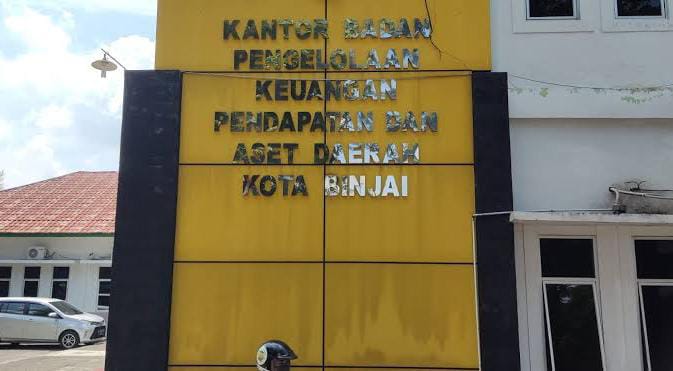 KANTOR BADAN
PENGELOLAAN
KEUANGAN
PENDAPATAN DAN
ASET DAERAH
KOTA BINJAI